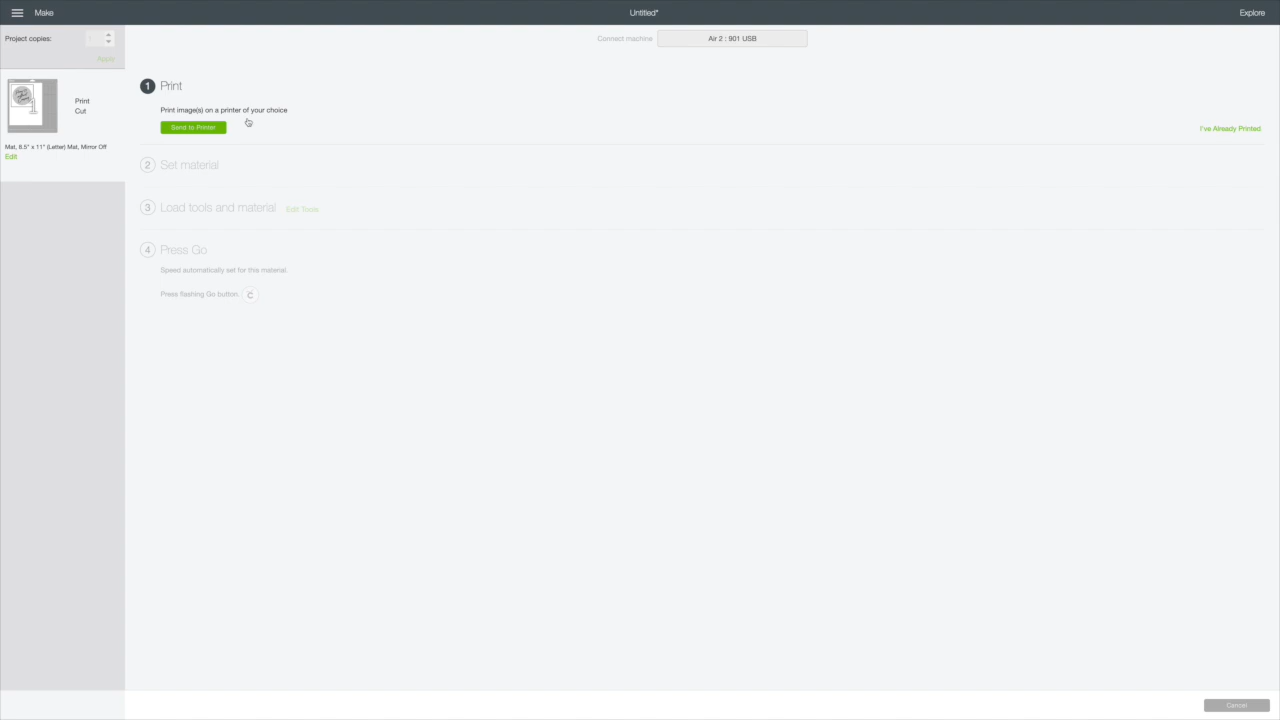 Make
Untitled*
Explore
Project copies:
1
Apply
Connect machine
Air 2 : 901 USB
Print
Cut
Mat, 8.5" x 11" (Letter) Mat, Mirror Off
Edit
1 Print
Print image(s) on a printer of your choice
Send to Printer
I've Already Printed
2 Set material
3 Load tools and material Edit Tools
4 Press Go
Speed automatically set for this material.
Press flashing Go button.
Cancel